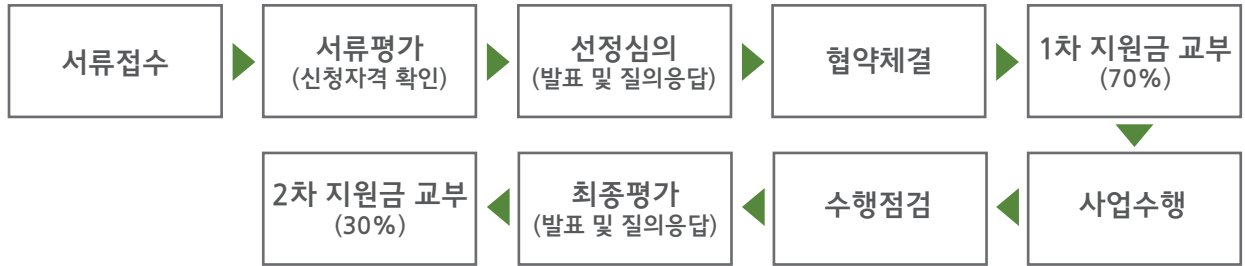 서류접수
서류평가
(신청자격 확인)
선정심의
(발표 및 질의응답)
협약체결
1차 지원금 교부
(70%)
사업수행
수행점검
최종평가
(발표 및 질의응답)
2차 지원금 교부
(30%)